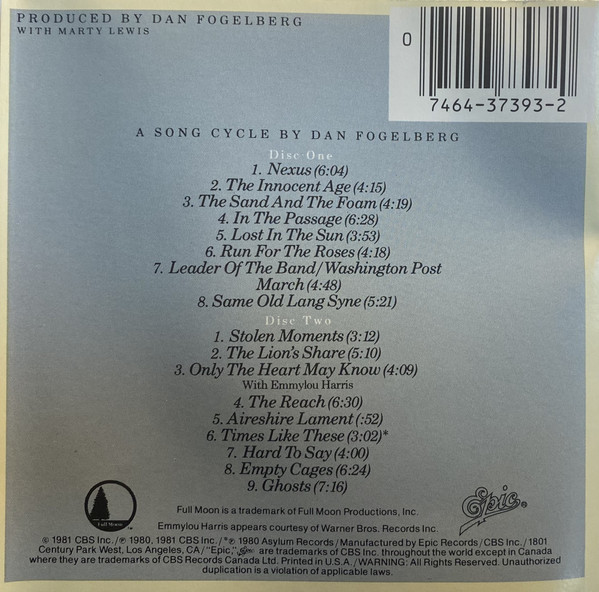 PRODUCED BY DAN FOGELBERG
WITH MARTY LEWIS
0
7464-37393-2
A SONG CYCLE BY DAN FOGELBERG
Disc One
1. Nexus (6:04)
2. The Innocent Age (4:15)
3. The Sand And The Foam (4:19)
4. In The Passage (6:28)
5. Lost In The Sun (3:53)
6. Run For The Roses (4:18)
7. Leader Of The Band/Washington Post
March (4:48)
8. Same Old Lang Syne (5:21)
Disc Two
1. Stolen Moments (3:12)
2. The Lion's Share (5:10)
3. Only The Heart May Know (4:09)
With Emmylou Harris
4. The Reach (6:30)
5. Aireshire Lament (:52)
6. Times Like These (3:02)*
7. Hard To Say (4:00)
8. Empty Cages (6:24)
9. Ghosts (7:16)
Full Moon
TM
Full Moon is a trademark of Full Moon Productions, Inc.
Epic®
Emmylou Harris appears courtesy of Warner Bros. Records Inc.
© 1981 CBS Inc./℗ 1980, 1981 CBS Inc./*℗ 1980 Asylum Records/Manufactured by Epic Records/CBS Inc./1801
Century Park West, Los Angeles, CA/"Epic," Epic are trademarks of CBS Inc. throughout the world except in Canada
where they are trademarks of CBS Records Canada Ltd. Printed in U.S.A./WARNING: All Rights Reserved. Unauthorized
duplication is a violation of applicable laws.